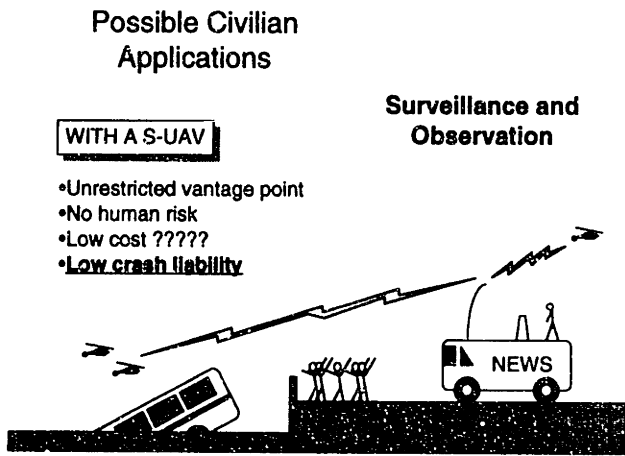 Possible Civilian
Applications
Surveillance and
Observation
WITH A S-UAV
•Unrestricted vantage point
•No human risk
•Low cost ?????
•Low crash liability
NEWS